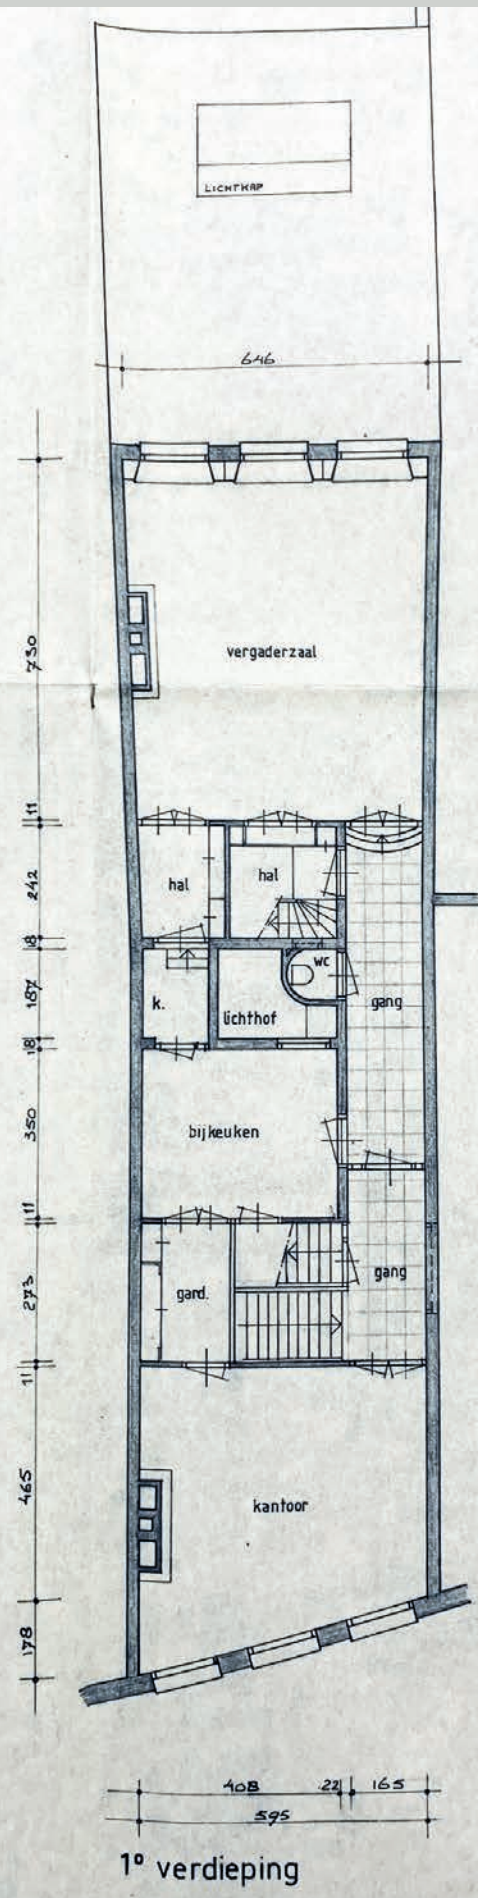 LICHTKAP
646
730
vergaderzaal
11
hal
hal
242
18
k.
lichthof
wc
gang
187
18
bijkeuken
350
11
gard.
gang
273
11
kantoor
465
178
408 22 165
595
1° verdieping